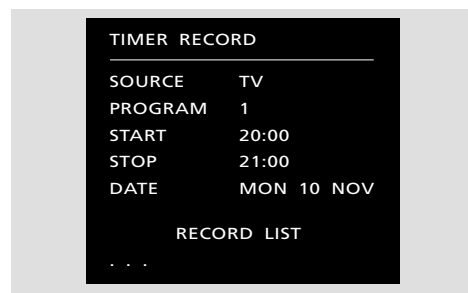 TIMER RECORD
SOURCE TV
PROGRAM 1
START 20:00
STOP 21:00
DATE MON 10 NOV
RECORD LIST
. . .